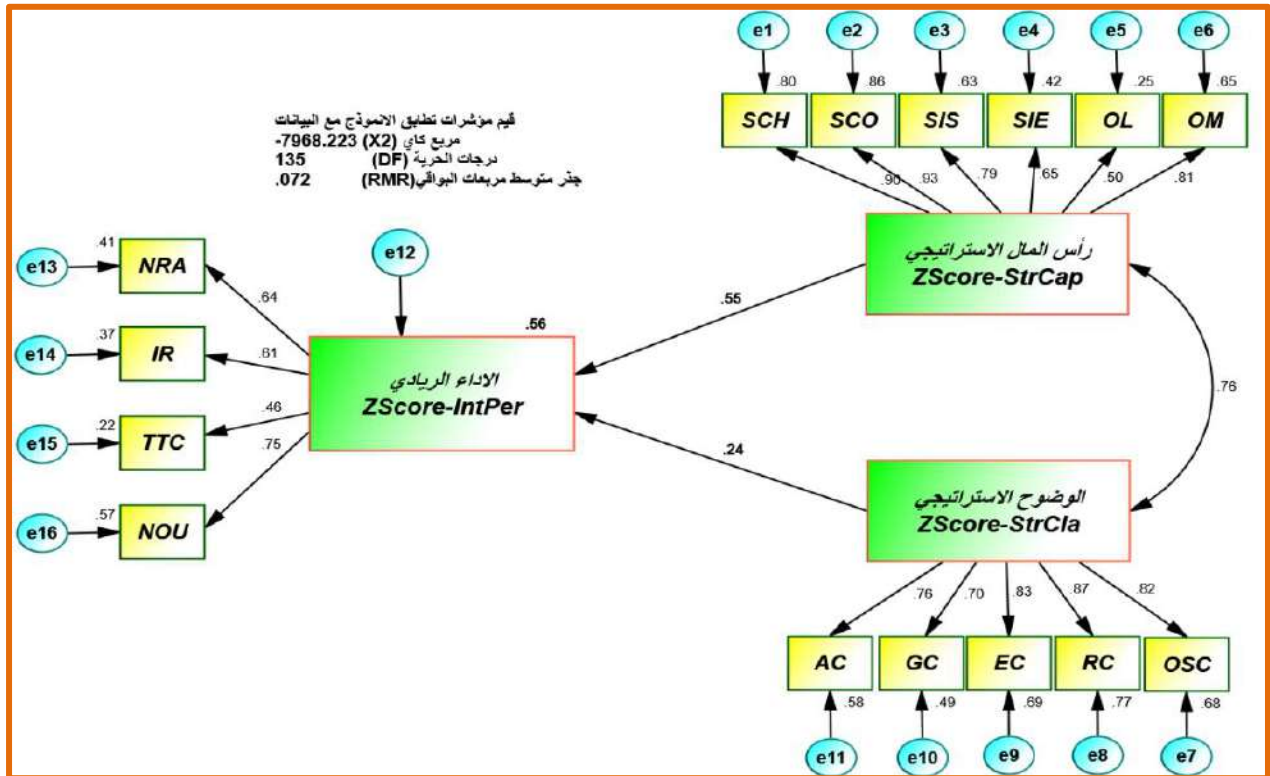 e1 e2 e3 e4 e5 e6
.80 .86 .63 .42 .25 .65
SCH SCO SIS SIE OL OM
.90 .93 .79 .65 .50 .81
قيم مؤشرات تطابق الانموذج مع البيانات
مربع كاي (X2) 7968.223-
درجات الحرية (DF) 135
جذر متوسط مربعات البواقي(RMR) .072
رأس المال الاستراتيجي
ZScore-StrCap
e12
e13 .41 NRA
.64
e14 .37 IR
.61
e15 .22 TTC
.46
e16 .57 NOU
.75
.56
الاداء الريادي
ZScore-IntPer
.55
.24
.76
الوضوح الاستراتيجي
ZScore-StrCla
.76 .70 .83 .87 .82
AC GC EC RC OSC
.58 .49 .69 .77 .68
e11 e10 e9 e8 e7